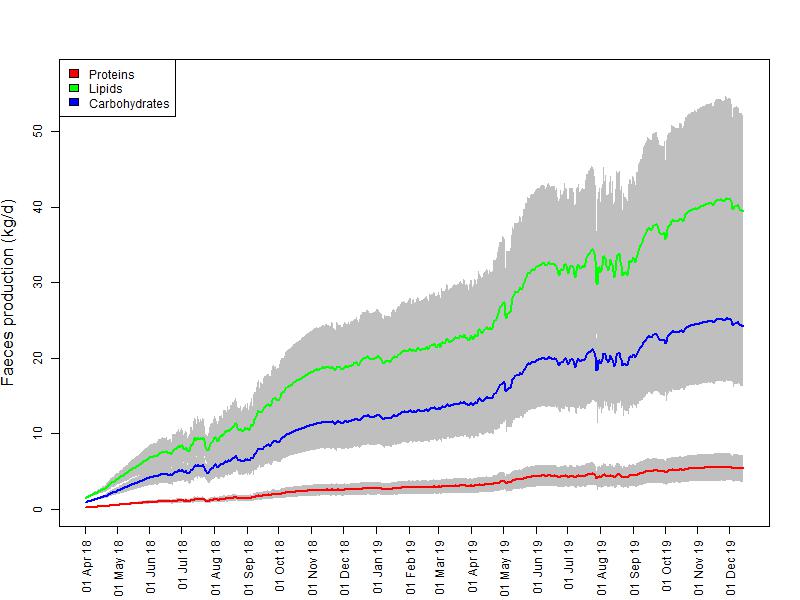 Proteins
Lipids
Carbohydrates
Faeces production (kg/d)
50
40
30
20
10
0
01 Apr 18
01 May 18
01 Jun 18
01 Jul 18
01 Aug 18
01 Sep 18
01 Oct 18
01 Nov 18
01 Dec 18
01 Jan 19
01 Feb 19
01 Mar 19
01 Apr 19
01 May 19
01 Jun 19
01 Jul 19
01 Aug 19
01 Sep 19
01 Oct 19
01 Nov 19
01 Dec 19